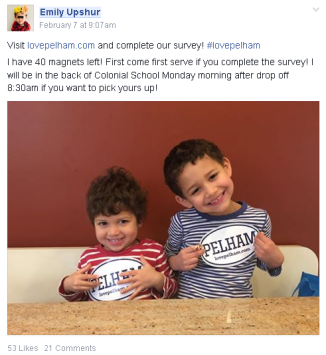 Emily Upshur
February 7 at 9:07am
Visit lovepelham.com and complete our survey! #lovepelham
I have 40 magnets left! First come first serve if you complete the survey! I
will be in the back of Colonial School Monday morning after drop off
8:30am if you want to pick yours up!
PELH
lovepelham.com
PELHAM
lovepelham.com
53 Likes 21 Comments